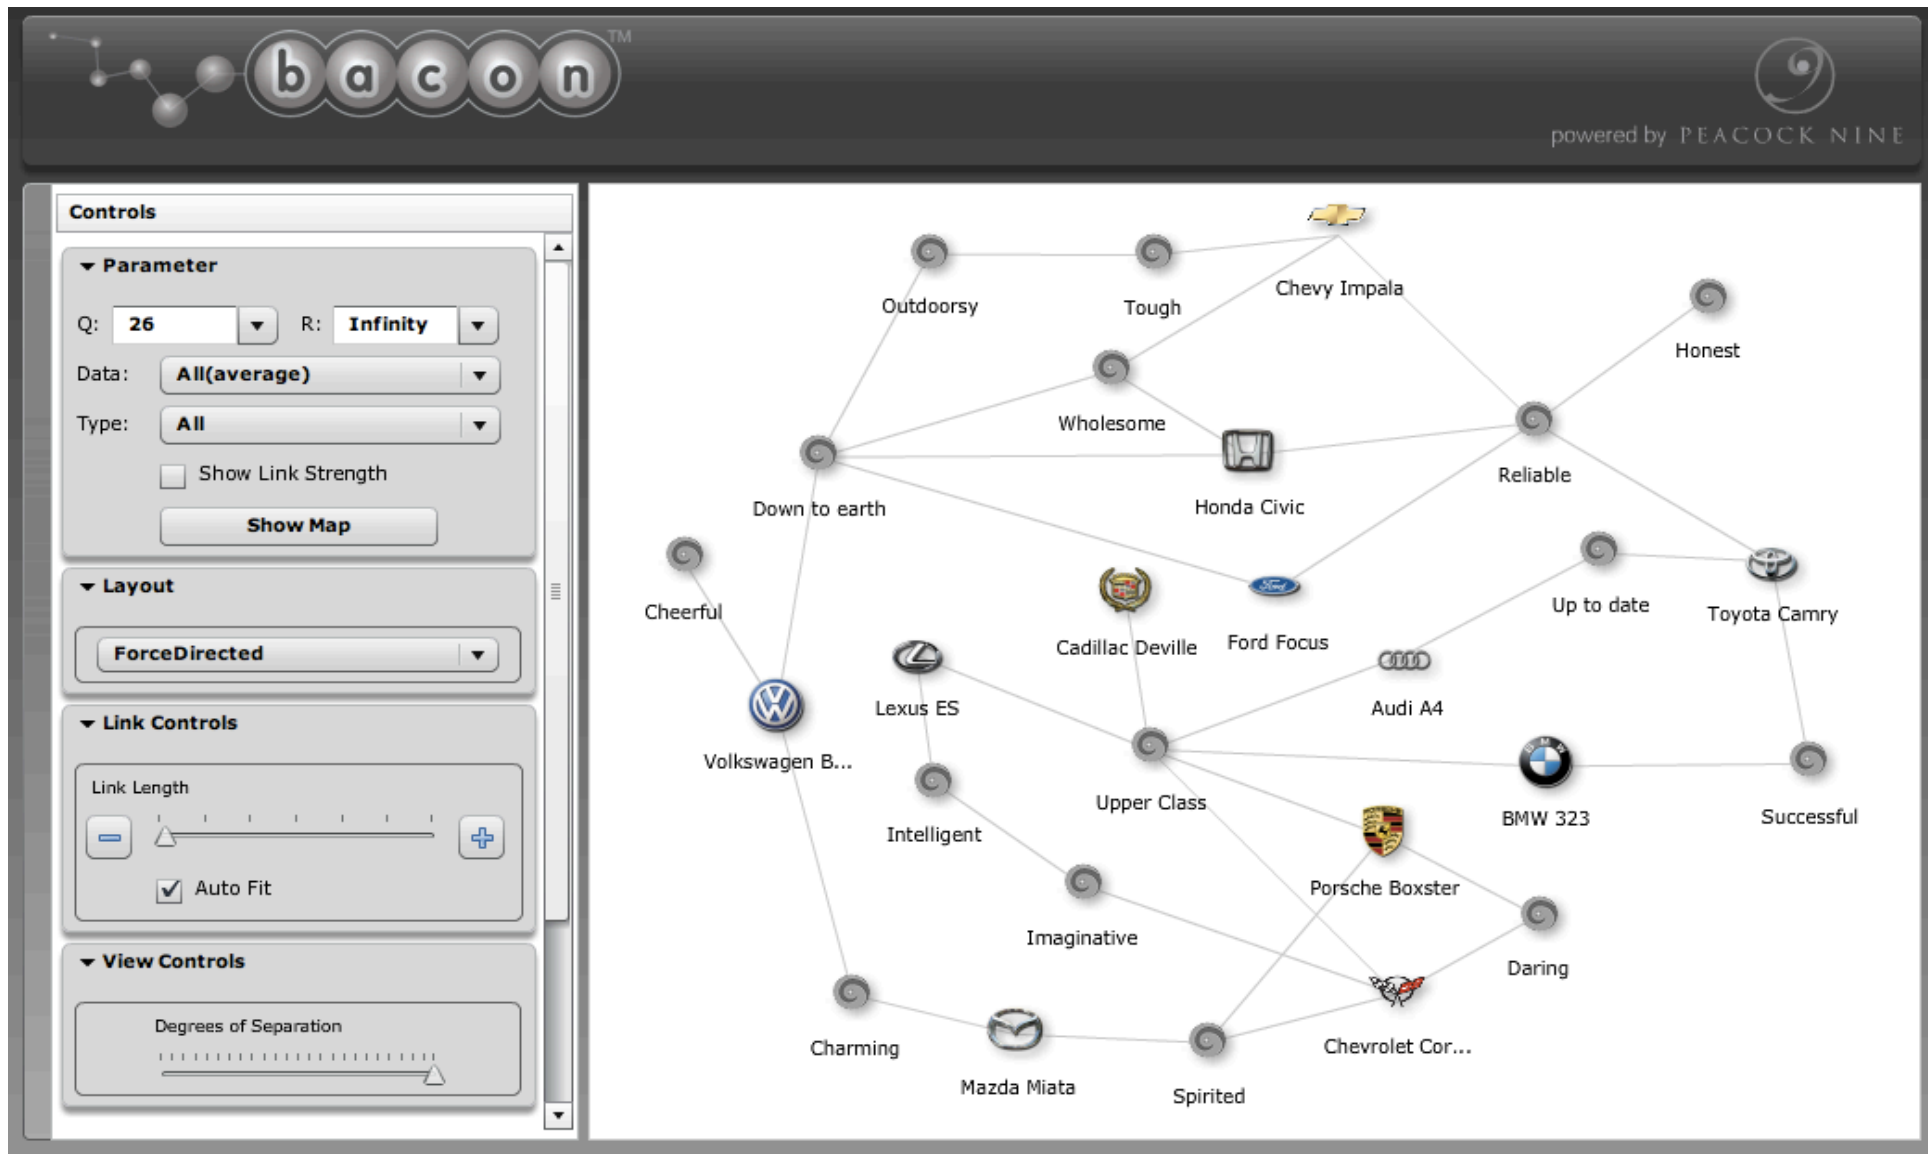 bacon™
powered by PEACOCK NINE
Controls
Parameter
Q: 26 R: Infinity
Data: All(average)
Type: All
Show Link Strength
Show Map
Layout
ForceDirected
Link Controls
Link Length
Auto Fit
View Controls
Degrees of Separation
Outdoorsy
Tough
Chevy Impala
Honest
Wholesome
Reliable
Down to earth
Honda Civic
Cheerful
Cadillac Deville
Ford Focus
Up to date
Toyota Camry
Lexus ES
Audi A4
Volkswagen B...
Upper Class
BMW 323
Successful
Intelligent
Porsche Boxster
Imaginative
Daring
Charming
Chevrolet Cor...
Mazda Miata
Spirited